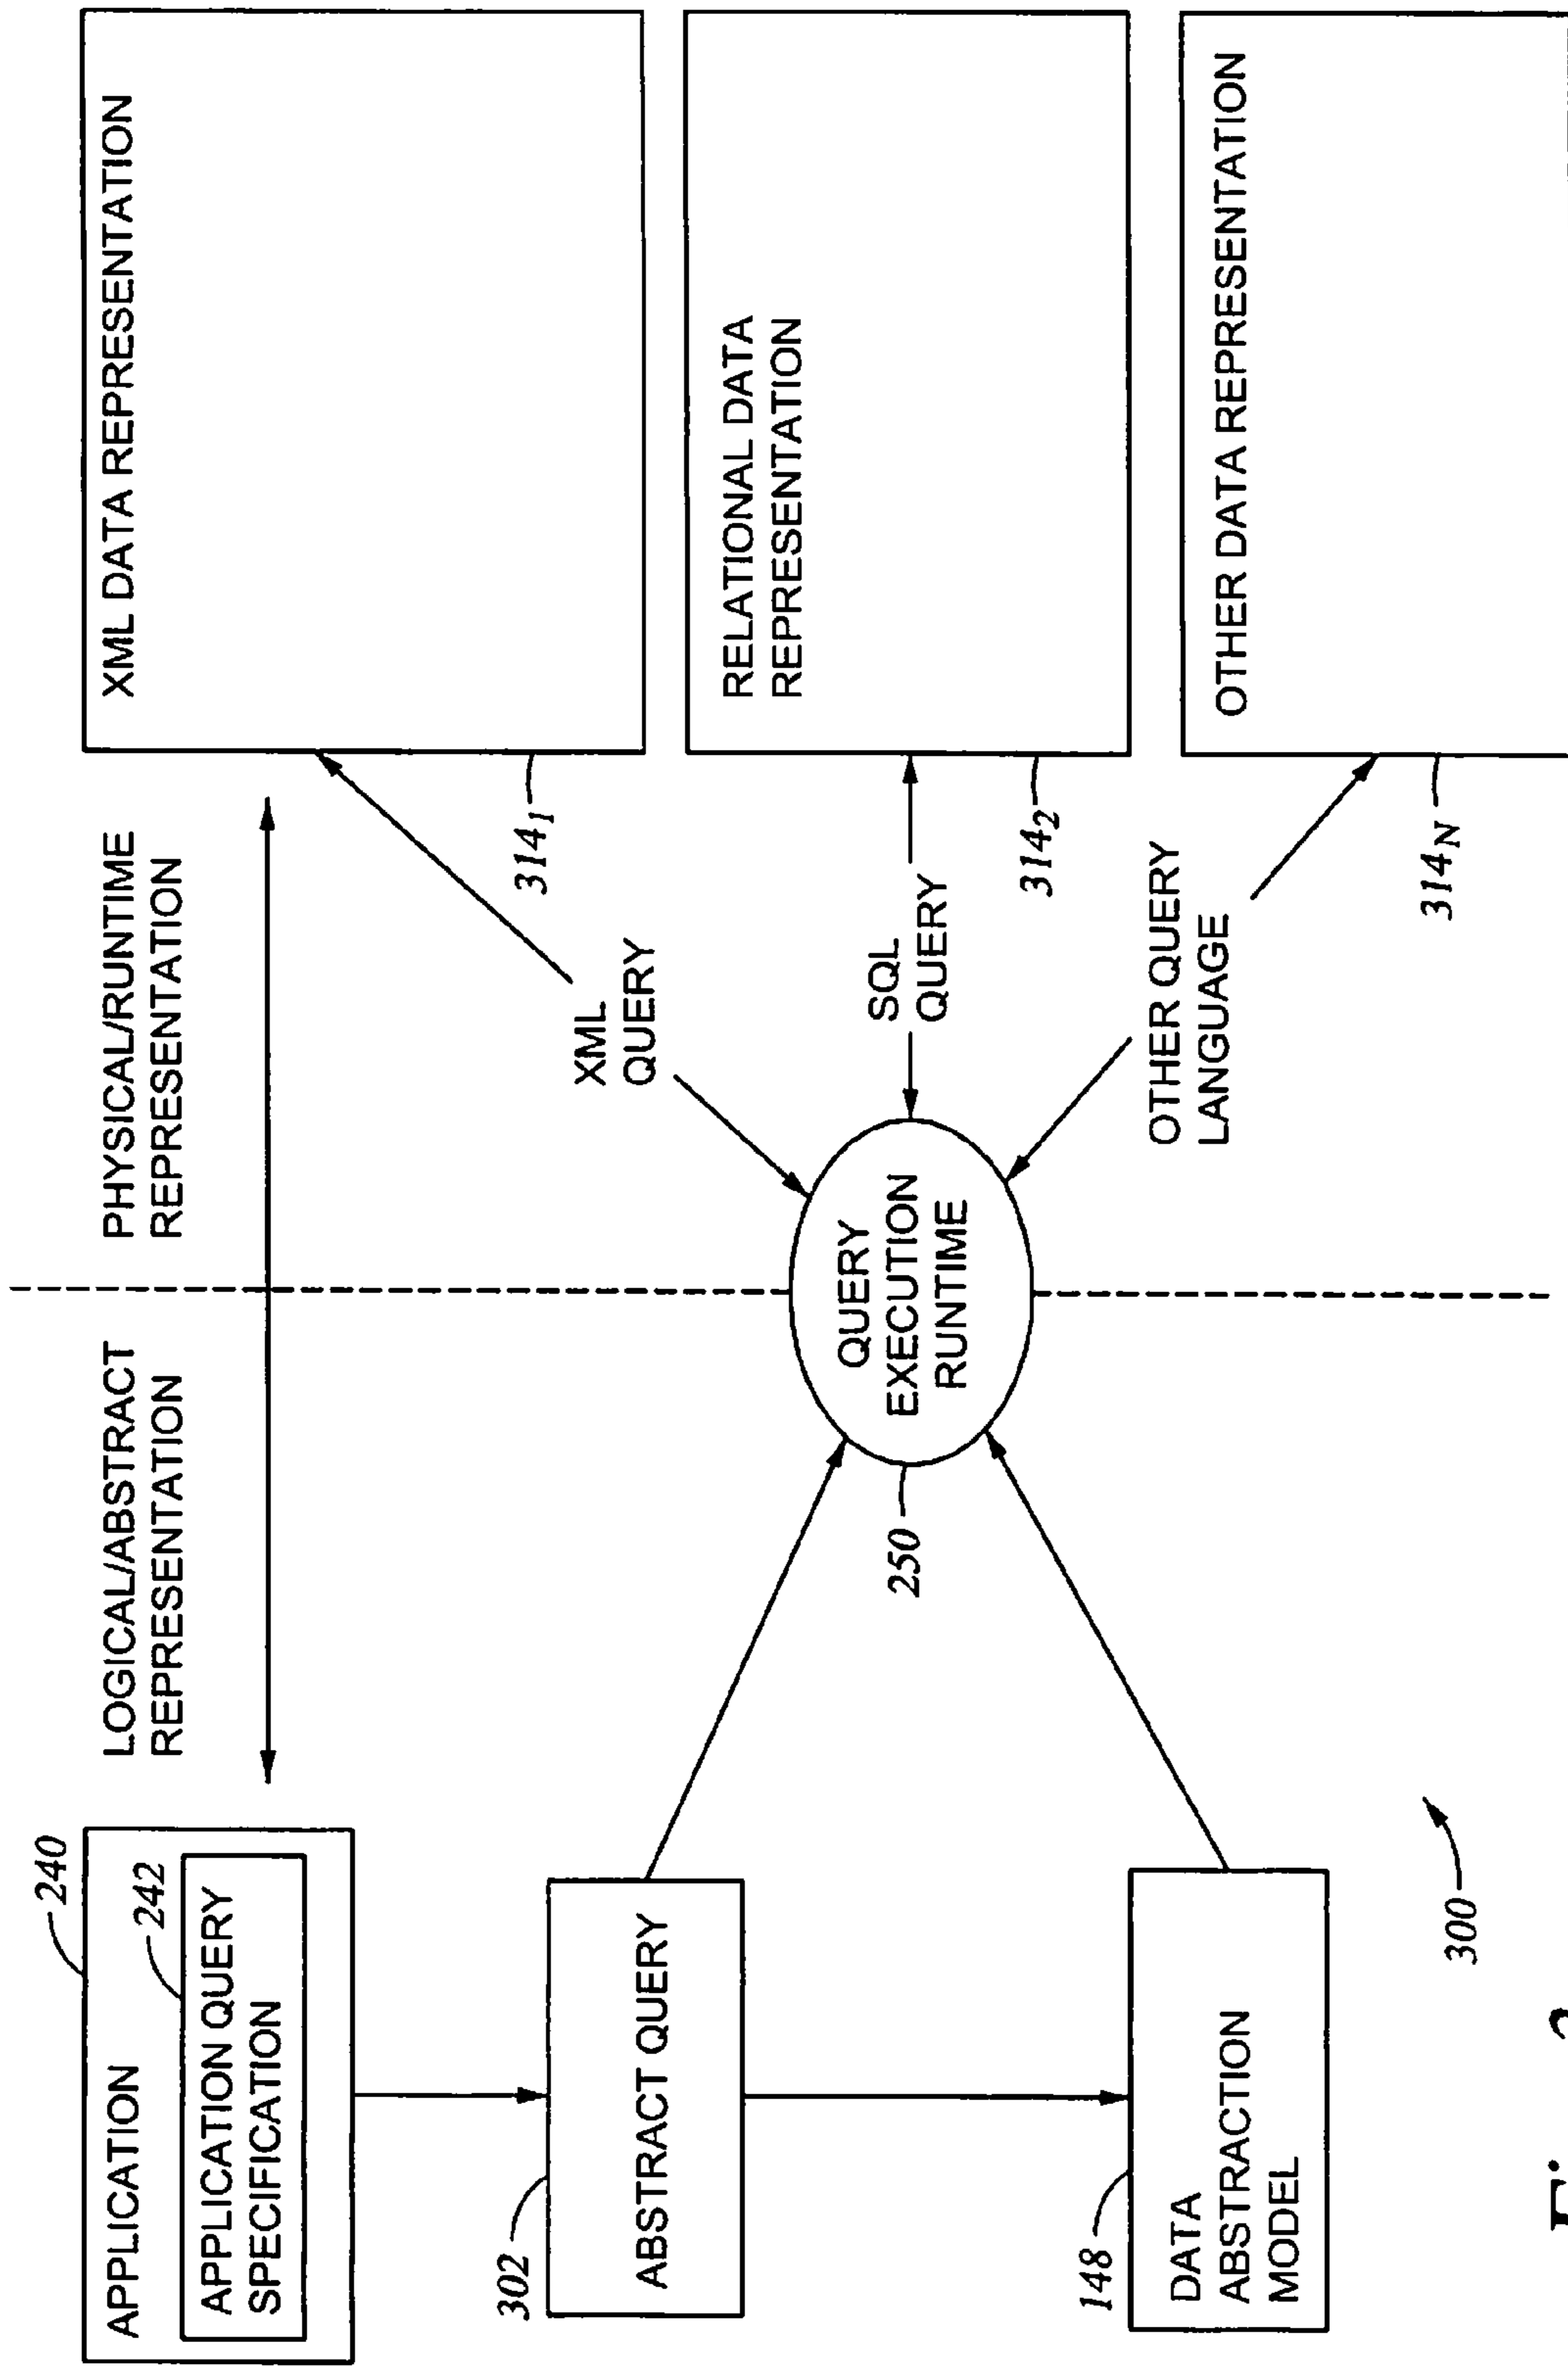 LOGICAL/ABSTRACT
REPRESENTATION
PHYSICAL/RUNTIME
REPRESENTATION
240
APPLICATION
242
APPLICATION QUERY
SPECIFICATION
302
ABSTRACT QUERY
148
DATA
ABSTRACTION
MODEL
300
250
QUERY
EXECUTION
RUNTIME
XML
QUERY
SQL
QUERY
OTHER QUERY
LANGUAGE
XML DATA REPRESENTATION
314₁
RELATIONAL DATA
REPRESENTATION
314₂
OTHER DATA REPRESENTATION
314N